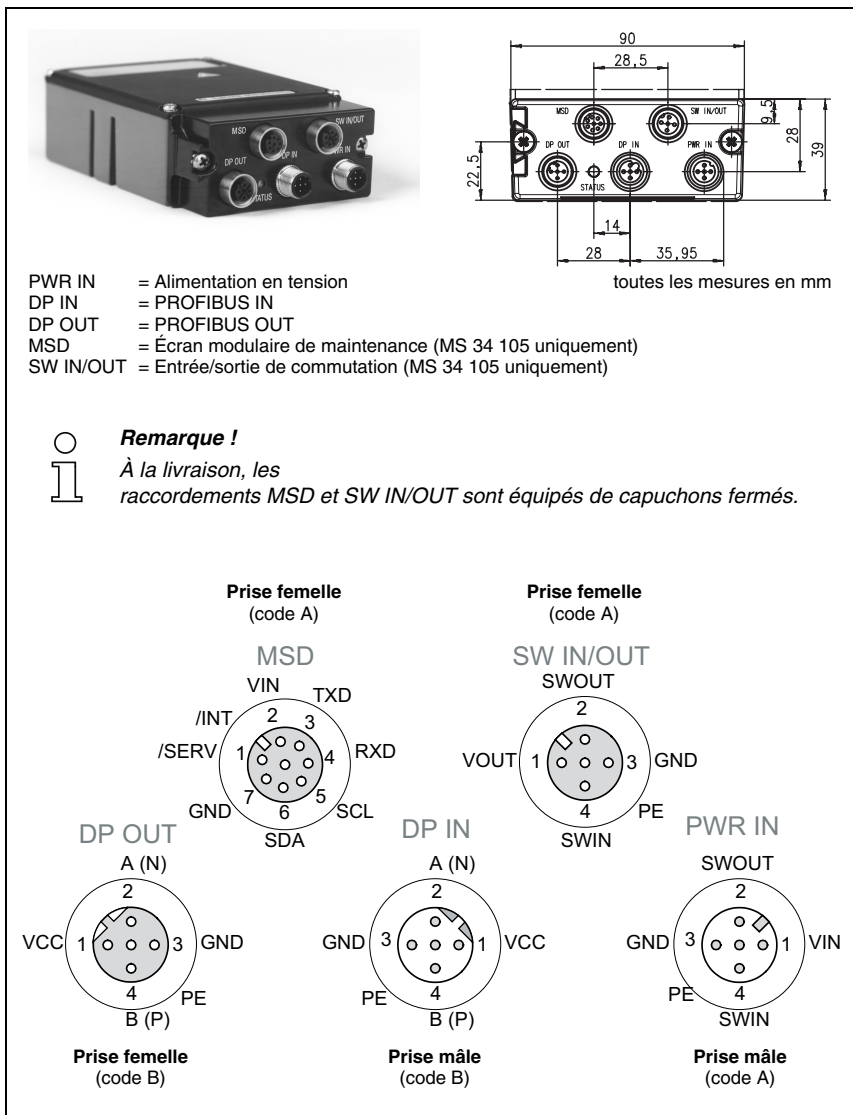 MSD
SW IN/OUT
DP OUT
DP IN
PWR IN
STATUS
90
28,5
MSD
SW IN/OUT
9,5
28
39
22,5
DP OUT
DP IN
PWR IN
STATUS
14
28
35,95
PWR IN = Alimentation en tension
toutes les mesures en mm
DP IN = PROFIBUS IN
DP OUT = PROFIBUS OUT
MSD = Écran modulaire de maintenance (MS 34 105 uniquement)
SW IN/OUT = Entrée/sortie de commutation (MS 34 105 uniquement)
Remarque !
À la livraison, les
raccordements MSD et SW IN/OUT sont équipés de capuchons fermés.
Prise femelle
(code A)
MSD
VIN
TXD
/INT
2
3
/SERV
1
4
RXD
7
5
GND
6
SCL
SDA
Prise femelle
(code A)
SW IN/OUT
SWOUT
2
VOUT
1
3
GND
4
PE
SWIN
DP OUT
A (N)
2
VCC
1
3
GND
4
PE
B (P)
Prise femelle
(code B)
DP IN
A (N)
2
GND
3
1
VCC
PE
4
B (P)
Prise mâle
(code B)
PWR IN
SWOUT
2
GND
3
1
VIN
PE
4
SWIN
Prise mâle
(code A)